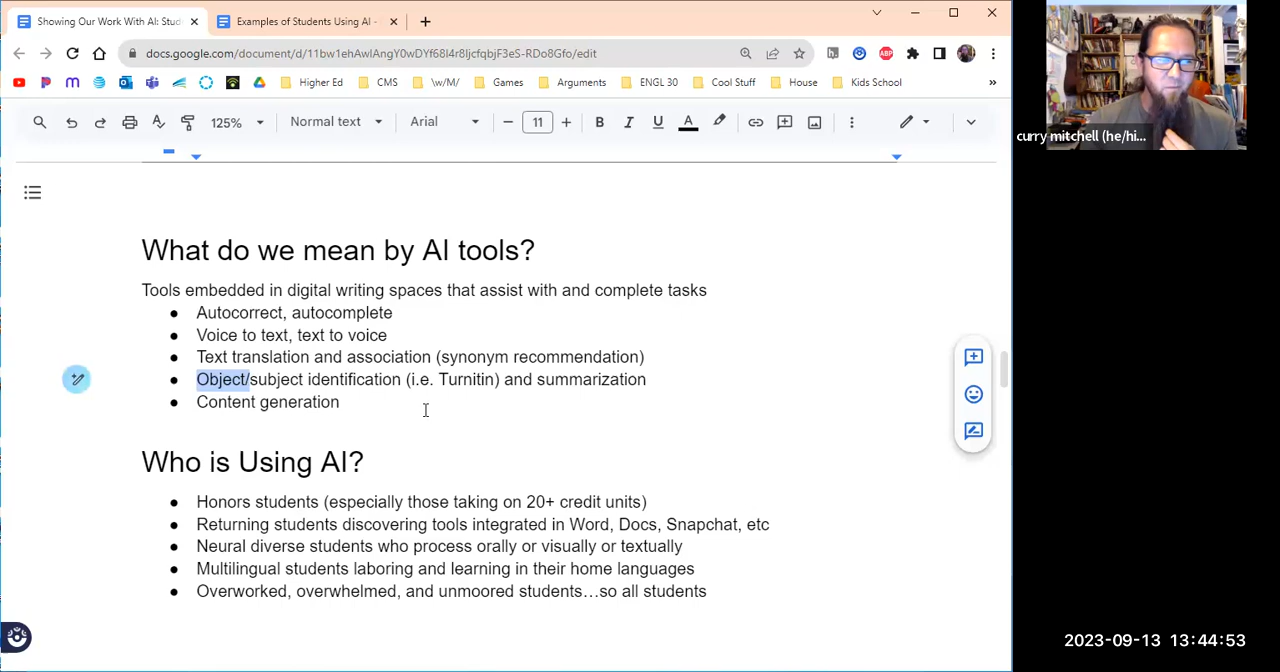 Showing Our Work With AI: Stud
Examples of Students Using AI -
docs.google.com/document/d/11bw1ehAwlAngY0wDYf68l4r8ljcfqbjF3eS-RDo8Gfo/edit
Higher Ed
CMS
\w/M/
Games
Arguments
ENGL 30
Cool Stuff
House
Kids School
»
125%
Normal text
Arial
11
B I U A
What do we mean by AI tools?
Tools embedded in digital writing spaces that assist with and complete tasks
● Autocorrect, autocomplete
● Voice to text, text to voice
● Text translation and association (synonym recommendation)
● Object/subject identification (i.e. Turnitin) and summarization
● Content generation
Who is Using AI?
● Honors students (especially those taking on 20+ credit units)
● Returning students discovering tools integrated in Word, Docs, Snapchat, etc
● Neural diverse students who process orally or visually or textually
● Multilingual students laboring and learning in their home languages
● Overworked, overwhelmed, and unmoored students…so all students
curry mitchell (he/hi...
2023-09-13 13:44:53